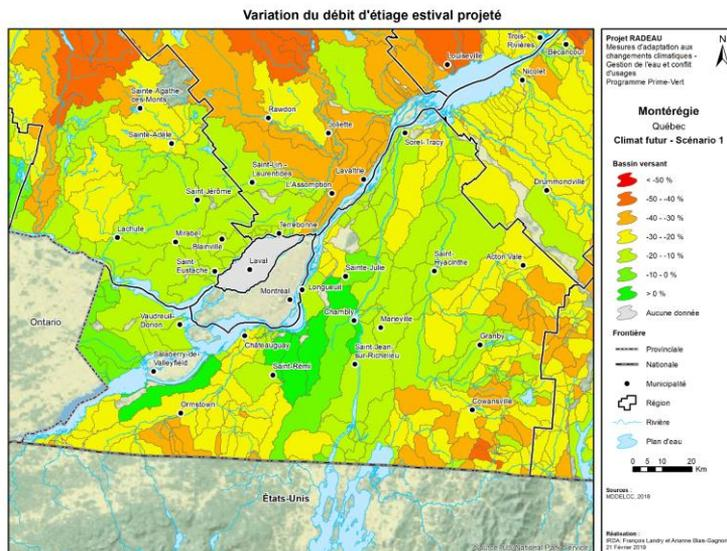 Variation du débit d'étiage estival projeté
Trois-Rivières
Bécancour
Louiseville
Nicolet
Sainte-Agathe-des-Monts
Rawdon
Joliette
Sorel-Tracy
Sainte-Adèle
Saint-Lin-Laurentides
Lavaltrie
L'Assomption
Drummondville
Saint-Jérôme
Lachute
Mirabel
Blainville
Terrebonne
Saint-Eustache
Laval
Sainte-Julie
Saint-Hyacinthe
Acton Vale
Montréal
Longueuil
Ontario
Vaudreuil-Dorion
Chambly
Marieville
Granby
Châteauguay
Saint-Jean-sur-Richelieu
Salaberry-de-Valleyfield
Saint-Rémi
Ormstown
Cowansville
États-Unis
Source : US National Park Service
Projet RADEAU
Mesures d'adaptation aux
changements climatiques -
Gestion de l'eau et conflit
d'usages
Programme Prime-Vert
N
Montérégie
Québec
Climat futur - Scénario 1
Bassin versant
< -50 %
-50 - -40 %
-40 - -30 %
-30 - -20 %
-20 - -10 %
-10 - 0 %
> 0 %
Aucune donnée
Frontière
Provinciale
Nationale
Municipalité
Région
Rivière
Plan d'eau
0 5 10 20
Km
Sources :
MDDELCC, 2018
Réalisation :
IRDA: François Landry et Arianne Blais-Gagnon
21 Février 2019